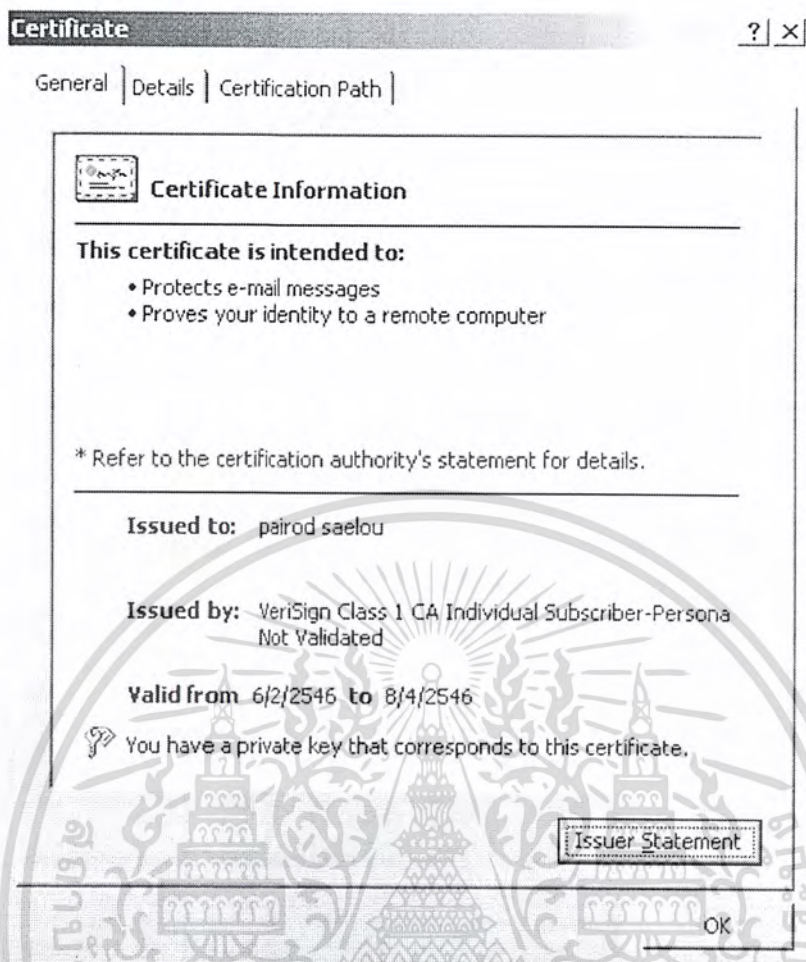 Certificate
? ×
General Details Certification Path
Certificate Information
This certificate is intended to:
• Protects e-mail messages
• Proves your identity to a remote computer
* Refer to the certification authority's statement for details.
Issued to: pairod saelou
Issued by: VeriSign Class 1 CA Individual Subscriber-Persona
Not Validated
Valid from 6/2/2546 to 8/4/2546
You have a private key that corresponds to this certificate.
Issuer Statement
OK